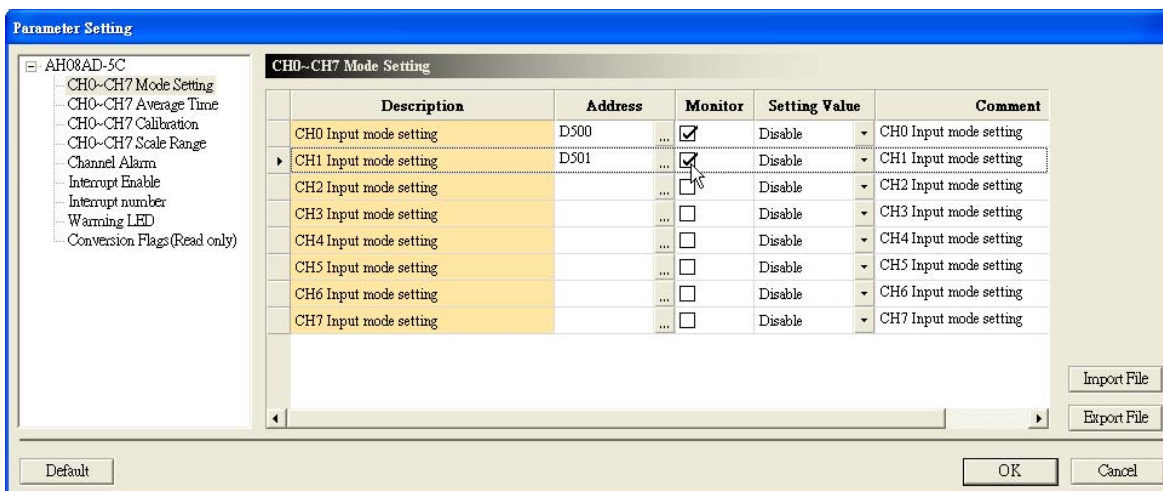 Parameter Setting
AH08AD-5C
CH0~CH7 Mode Setting
CH0~CH7 Average Time
CH0~CH7 Calibration
CH0~CH7 Scale Range
Channel Alarm
Interrupt Enable
Interrupt number
Warning LED
Conversion Flags(Read only)
CH0~CH7 Mode Setting
Description Address Monitor Setting Value Comment
CH0 Input mode setting D500 ... Disable CH0 Input mode setting
CH1 Input mode setting D501 ... Disable CH1 Input mode setting
CH2 Input mode setting ... Disable CH2 Input mode setting
CH3 Input mode setting ... Disable CH3 Input mode setting
CH4 Input mode setting ... Disable CH4 Input mode setting
CH5 Input mode setting ... Disable CH5 Input mode setting
CH6 Input mode setting ... Disable CH6 Input mode setting
CH7 Input mode setting ... Disable CH7 Input mode setting
Import File
Export File
Default OK Cancel